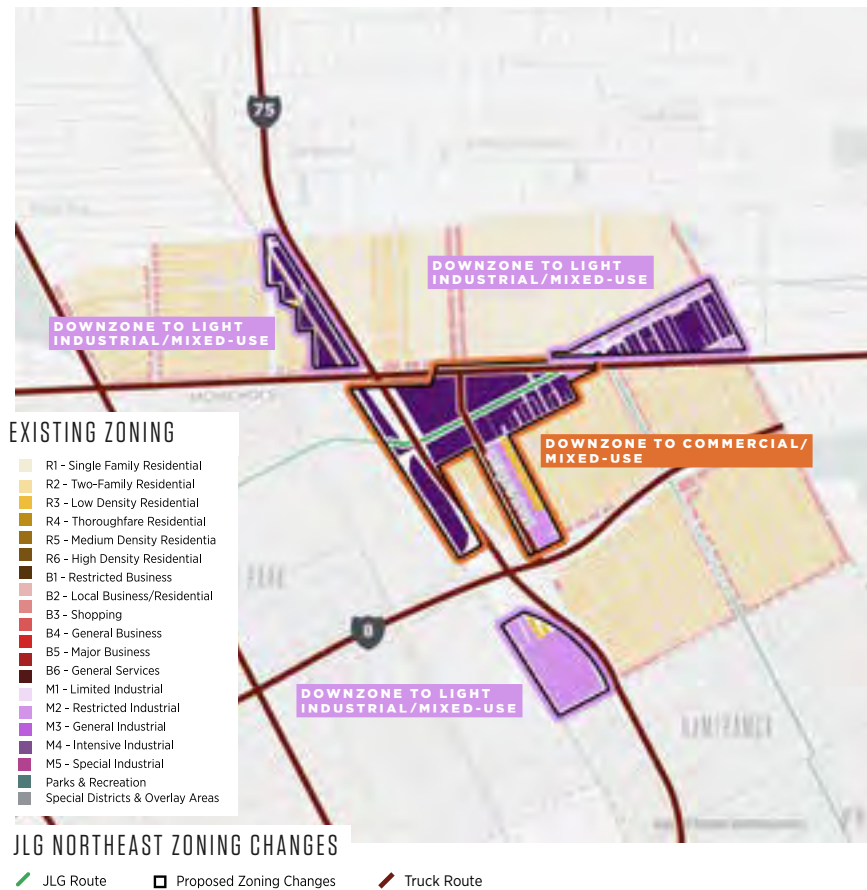 75
DOWNZONE TO LIGHT
INDUSTRIAL/MIXED-USE
DOWNZONE TO LIGHT
INDUSTRIAL/MIXED-USE
MCNICHOLS
DOWNZONE TO COMMERCIAL/
MIXED-USE
EXISTING ZONING
R1 - Single Family Residential
R2 - Two-Family Residential
R3 - Low Density Residential
R4 - Thoroughfare Residential
R5 - Medium Density Residentia
R6 - High Density Residential
B1 - Restricted Business
B2 - Local Business/Residential
B3 - Shopping
B4 - General Business
B5 - Major Business
B6 - General Services
M1 - Limited Industrial
M2 - Restricted Industrial
M3 - General Industrial
M4 - Intensive Industrial
M5 - Special Industrial
Parks & Recreation
Special Districts & Overlay Areas
PARK
8
DOWNZONE TO LIGHT
INDUSTRIAL/MIXED-USE
HAMTRAMCK
JLG NORTHEAST ZONING CHANGES
JLG Route
Proposed Zoning Changes
Truck Route